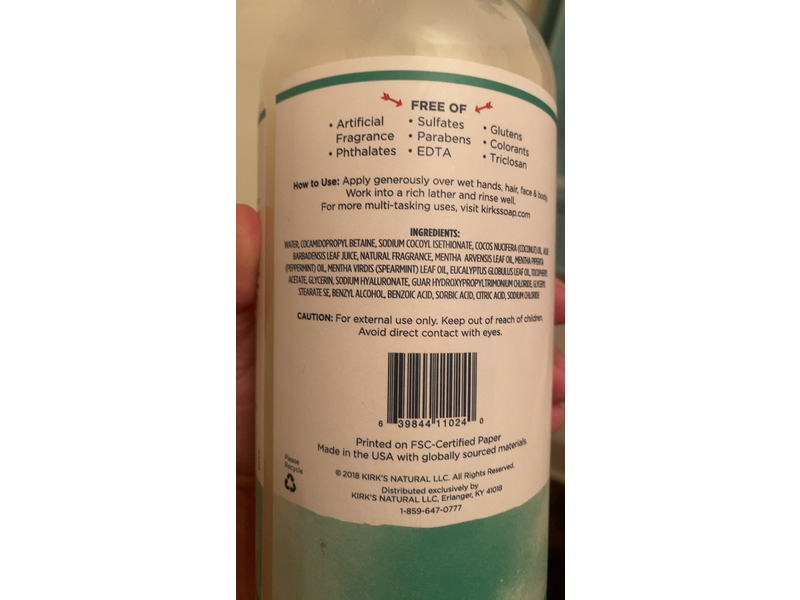 FREE OF
• Artificial Fragrance
• Phthalates
• Sulfates
• Parabens
• EDTA
• Glutens
• Colorants
• Triclosan
How to Use: Apply generously over wet hands, hair, face & body.
Work into a rich lather and rinse well.
For more multi-tasking uses, visit kirkssoap.com
INGREDIENTS:
WATER, COCAMIDOPROPYL BETAINE, SODIUM COCOYL ISETHIONATE, COCOS NUCIFERA (COCONUT) OIL,
BARBADENSIS LEAF JUICE, NATURAL FRAGRANCE, MENTHA ARVENSIS LEAF OIL, MENTHA PIPERITA
(PEPPERMINT) OIL, MENTHA VIRDIS (SPEARMINT) LEAF OIL, EUCALYPTUS GLOBULUS LEAF OIL,
ACETATE, GLYCERIN, SODIUM HYALURONATE, GUAR HYDROXYPROPYLTRIMONIUM CHLORIDE,
STEARATE SE, BENZYL ALCOHOL, BENZOIC ACID, SORBIC ACID, CITRIC ACID, SODIUM CHLORIDE
CAUTION: For external use only. Keep out of reach of children.
Avoid direct contact with eyes.
6 39844 11024 0
Printed on FSC-Certified Paper
Made in the USA with globally sourced materials.
Please
Recycle
© 2018 KIRK'S NATURAL LLC. All Rights Reserved.
Distributed exclusively by
KIRK'S NATURAL LLC, Erlanger, KY 41018
1-859-647-0777